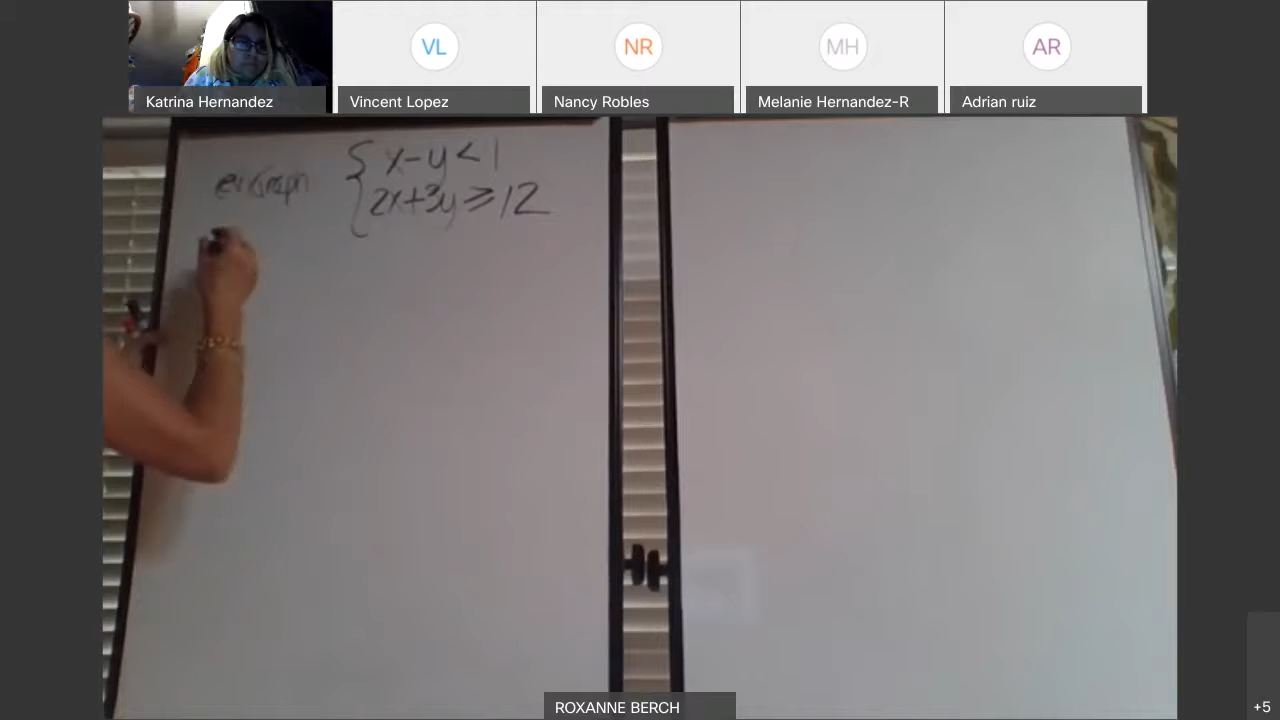 VL
NR
MH
AR
Katrina Hernandez
Vincent Lopez
Nancy Robles
Melanie Hernandez-R
Adrian ruiz
ex: Graph
x-y<1
2x+3y≥12
ROXANNE BERCH
+5